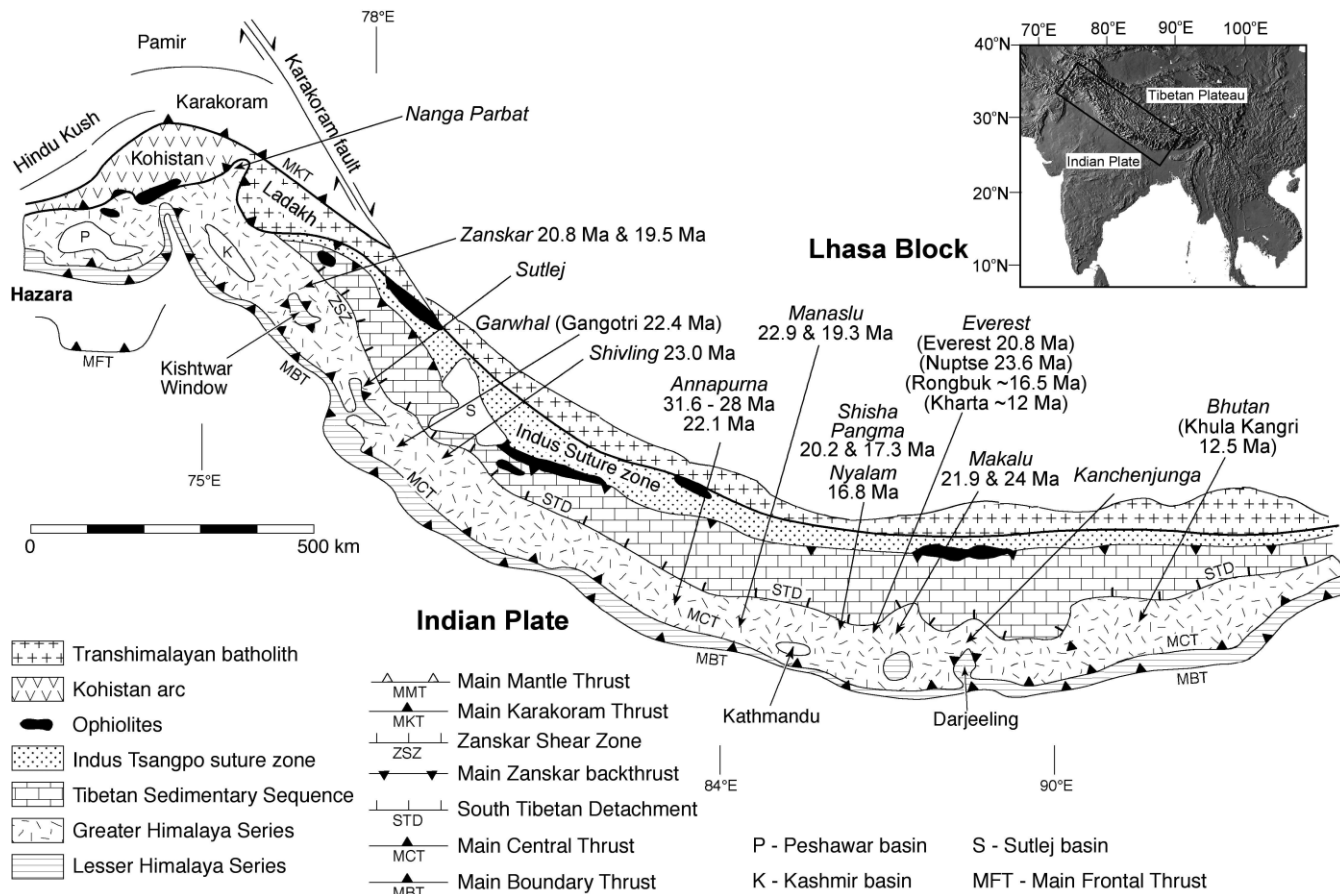 78°E
Pamir
Karakoram
Hindu Kush
Karakoram fault
Nanga Parbat
Kohistan
MKT
Ladakh
P
K
Zanskar 20.8 Ma & 19.5 Ma
Sutlej
Hazara
MFT
Kishtwar
Window
ZSZ
MBT
Garwhal (Gangotri 22.4 Ma)
Shivling 23.0 Ma
S
75°E
0
500 km
MCT
STD
Indus Suture zone
Annapurna
31.6 - 28 Ma
22.1 Ma
Manaslu
22.9 & 19.3 Ma
Lhasa Block
Shisha
Pangma
20.2 & 17.3 Ma
Nyalam
16.8 Ma
Everest
(Everest 20.8 Ma)
(Nuptse 23.6 Ma)
(Rongbuk ~16.5 Ma)
(Kharta ~12 Ma)
Makalu
21.9 & 24 Ma
Kanchenjunga
Bhutan
(Khula Kangri
12.5 Ma)
STD
STD
MCT
MCT
MBT
MBT
Indian Plate
Kathmandu
Darjeeling
84°E
90°E
70°E 80°E 90°E 100°E
40°N
30°N
20°N
10°N
Tibetan Plateau
Indian Plate
Transhimalayan batholith
Kohistan arc
Ophiolites
Indus Tsangpo suture zone
Tibetan Sedimentary Sequence
Greater Himalaya Series
Lesser Himalaya Series
MMT Main Mantle Thrust
MKT Main Karakoram Thrust
ZSZ Zanskar Shear Zone
Main Zanskar backthrust
STD South Tibetan Detachment
MCT Main Central Thrust
MBT Main Boundary Thrust
P - Peshawar basin
K - Kashmir basin
S - Sutlej basin
MFT - Main Frontal Thrust